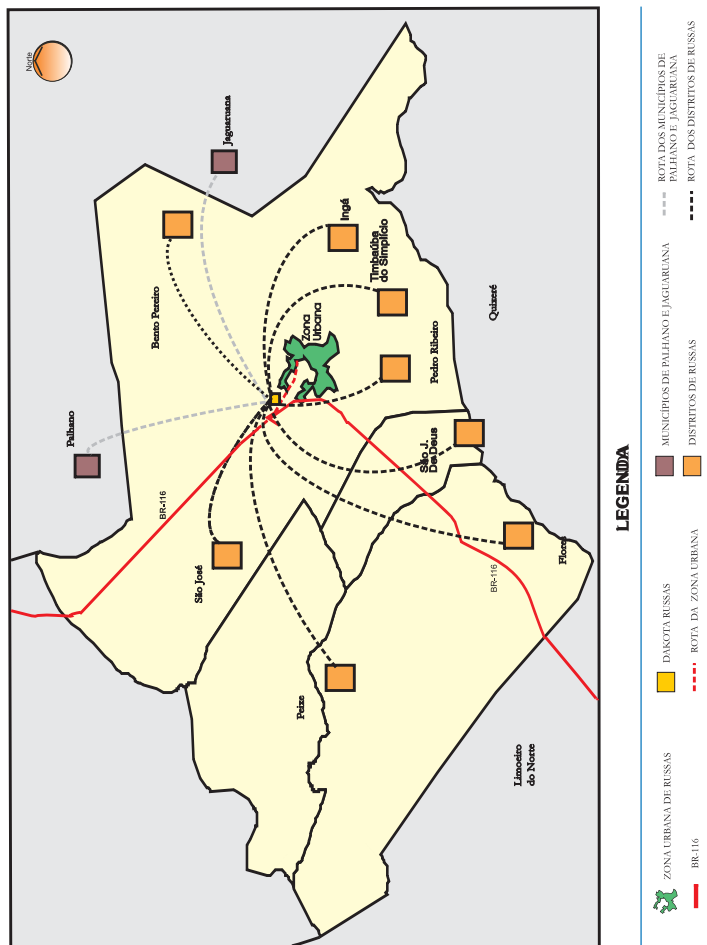 Norte
Jaguaruana
Ingá
Timbaúba
do Simplício
Bento Pereiro
Zona
Urbana
Quixeré
Pedro Ribeiro
Palhano
São J.
De Deus
BR-116
São José
Flores
BR-116
Peixe
Limoeiro
do Norte
LEGENDA
ZONA URBANA DE RUSSAS
BR-116
DAKOTA RUSSAS
ROTA DA ZONA URBANA
MUNICÍPIOS DE PALHANO E JAGUARUANA
DISTRITOS DE RUSSAS
ROTA DOS MUNICÍPIOS DE
PALHANO E JAGUARUANA
ROTA DOS DISTRITOS DE RUSSAS